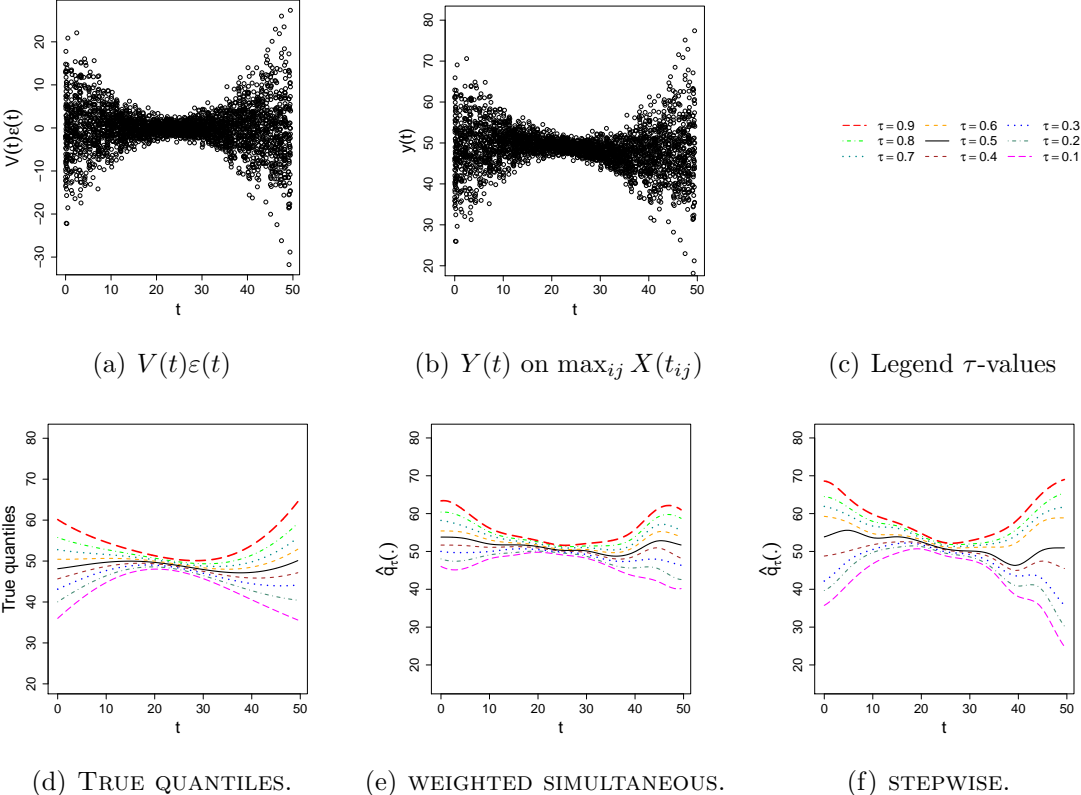 V(t)ε(t)
20
10
0
−10
−20
−30
0 10 20 30 40 50
t
(a) V(t)ε(t)
y(t)
80
70
60
50
40
30
20
0 10 20 30 40 50
t
(b) Y(t) on max_{ij} X(t_{ij})
τ = 0.9 τ = 0.6 τ = 0.3
τ = 0.8 τ = 0.5 τ = 0.2
τ = 0.7 τ = 0.4 τ = 0.1
(c) Legend τ-values
True quantiles
80
70
60
50
40
30
20
0 10 20 30 40 50
t
(d) TRUE QUANTILES.
q̂τ(.)
80
70
60
50
40
30
20
0 10 20 30 40 50
t
(e) WEIGHTED SIMULTANEOUS.
q̂τ(.)
80
70
60
50
40
30
20
0 10 20 30 40 50
t
(f) STEPWISE.